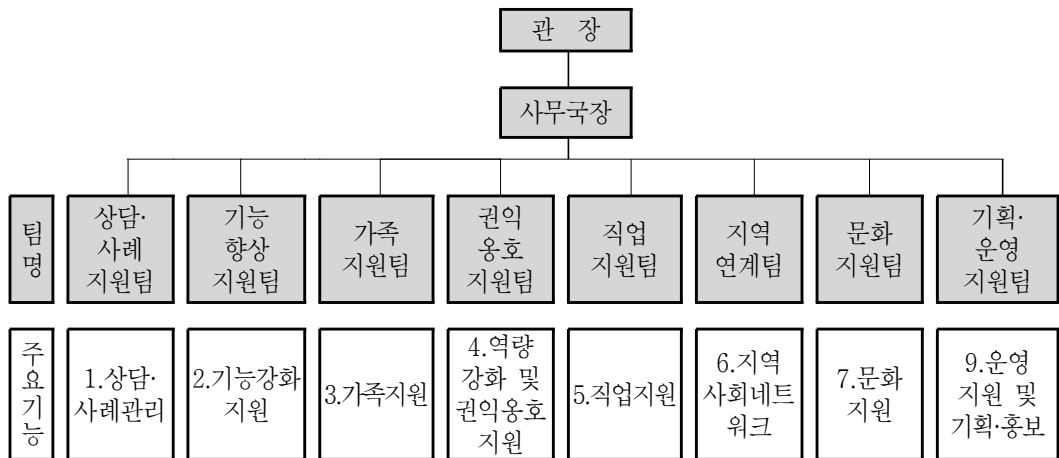 관 장
사무국장
팀
명
상담·
사례
지원팀
기능
향상
지원팀
가족
지원팀
권익
옹호
지원팀
직업
지원팀
지역
연계팀
문화
지원팀
기획·
운영
지원팀
주
요
기
능
1.상담·
사례관리
2.기능강화
지원
3.가족지원
4.역량
강화 및
권익옹호
지원
5.직업지원
6.지역
사회네트
워크
7.문화
지원
9.운영
지원 및
기획·홍보